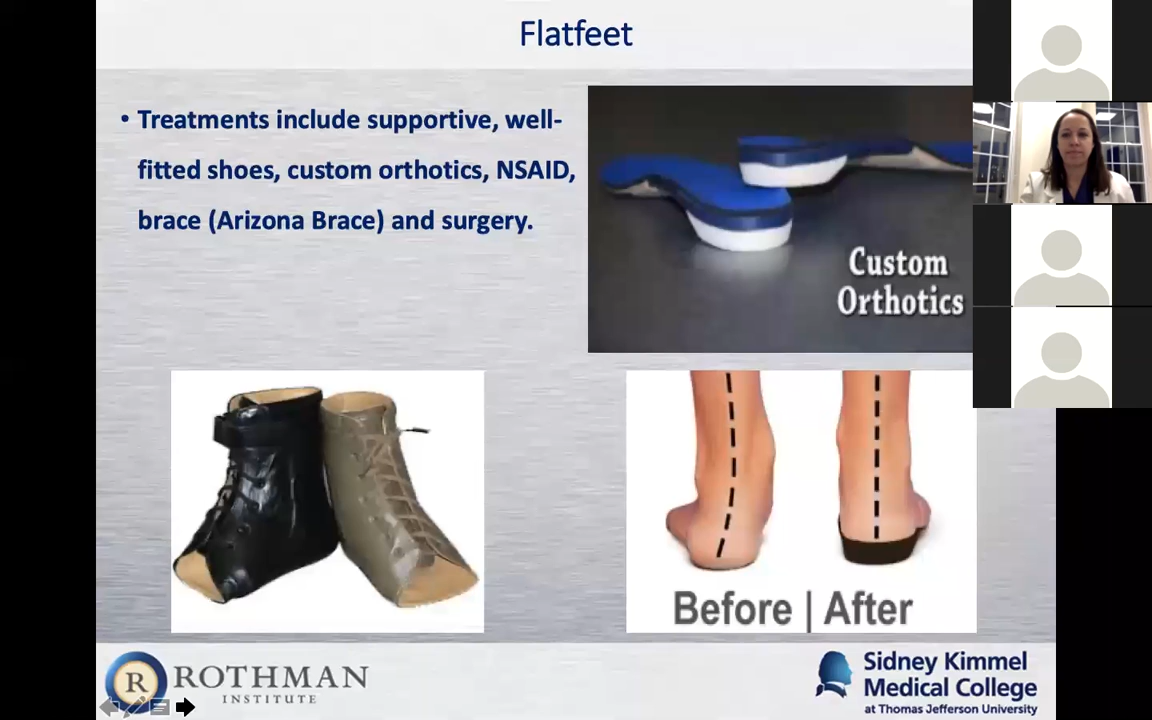 Flatfeet
• Treatments include supportive, well-
fitted shoes, custom orthotics, NSAID,
brace (Arizona Brace) and surgery.
Custom
Orthotics
Before | After
R ROTHMAN
INSTITUTE
Sidney Kimmel
Medical College
at Thomas Jefferson University